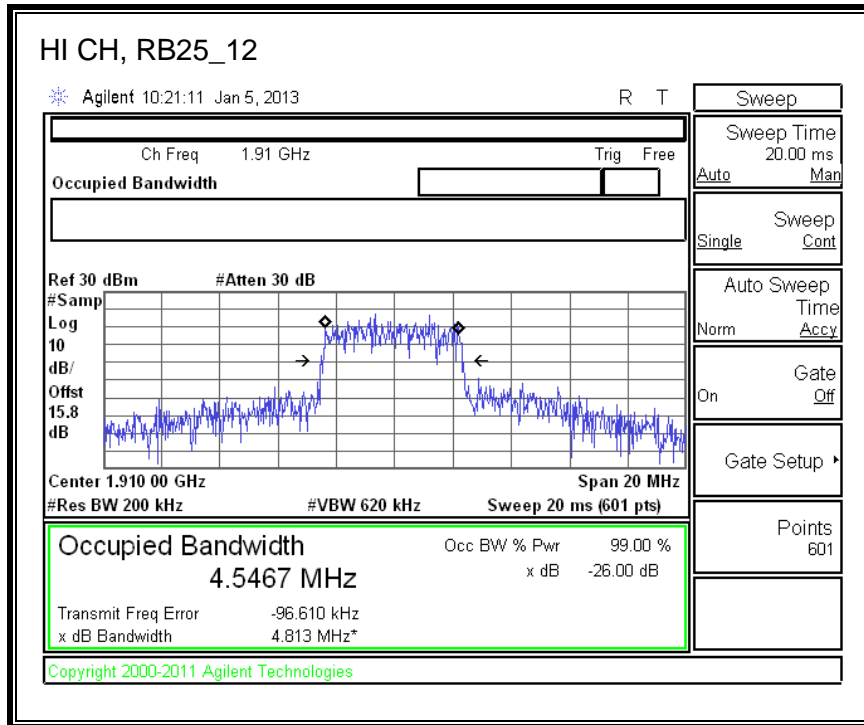 HI CH, RB25_12
Agilent 10:21:11 Jan 5, 2013 R T
Ch Freq 1.91 GHz Trig Free
Occupied Bandwidth
Ref 30 dBm #Atten 30 dB
#Samp
Log
10
dB/
Offst
15.8
dB
Center 1.910 00 GHz Span 20 MHz
#Res BW 200 kHz #VBW 620 kHz Sweep 20 ms (601 pts)
Occupied Bandwidth Occ BW % Pwr 99.00 %
4.5467 MHz x dB -26.00 dB
Transmit Freq Error -96.610 kHz
x dB Bandwidth 4.813 MHz*
Copyright 2000-2011 Agilent Technologies
Sweep
Sweep Time
20.00 ms
Auto Man
Sweep
Single Cont
Auto Sweep
Time
Norm Accy
Gate
On Off
Gate Setup
Points
601